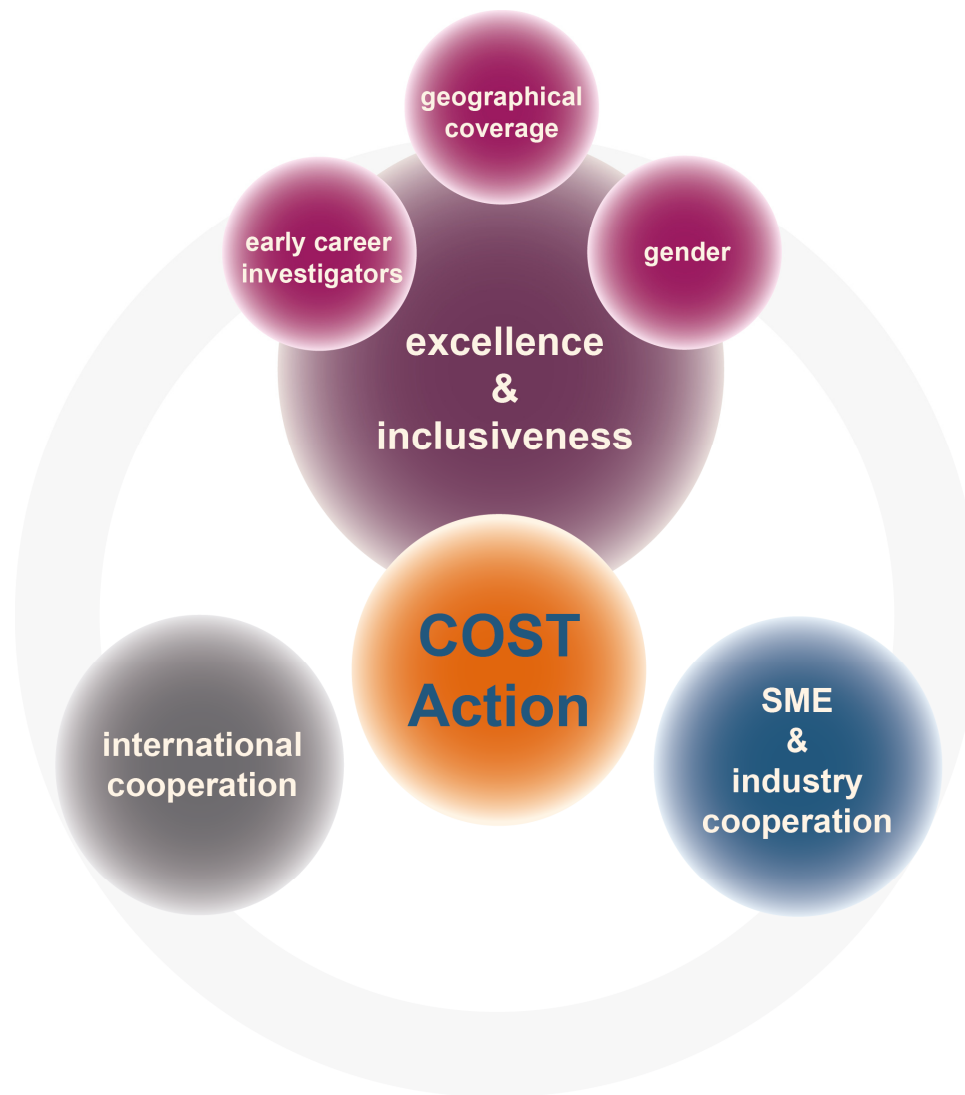 geographical
coverage
early career
investigators
gender
excellence
&
inclusiveness
COST
Action
international
cooperation
SME
&
industry
cooperation